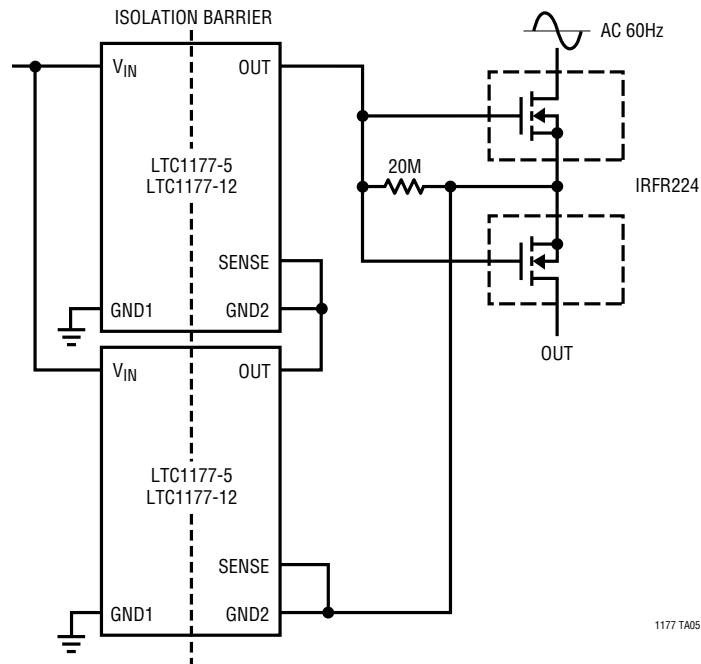 ISOLATION BARRIER
AC 60Hz
VIN
OUT
LTC1177-5
LTC1177-12
20M
IRFR224
SENSE
GND1
GND2
VIN
OUT
OUT
LTC1177-5
LTC1177-12
SENSE
GND1
GND2
1177 TA05